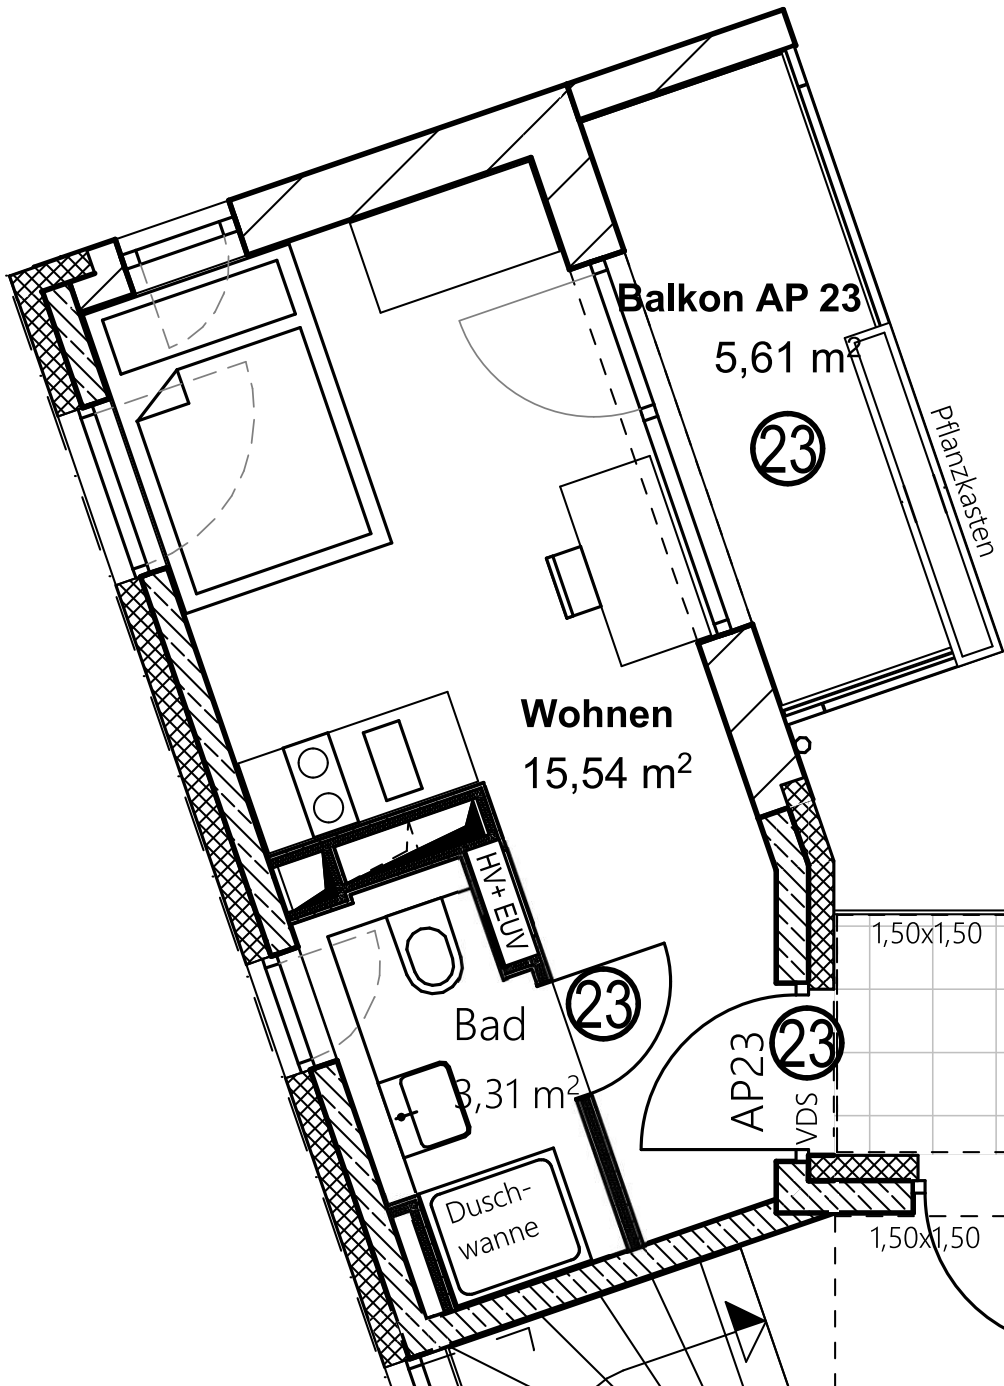 Balkon AP 23
5,61 m²
23
Pflanzkasten
Wohnen
15,54 m²
HV+ EUV
1,50x1,50
23
Bad
3,31 m²
AP23
23
VDS
Dusch-
wanne
1,50x1,50